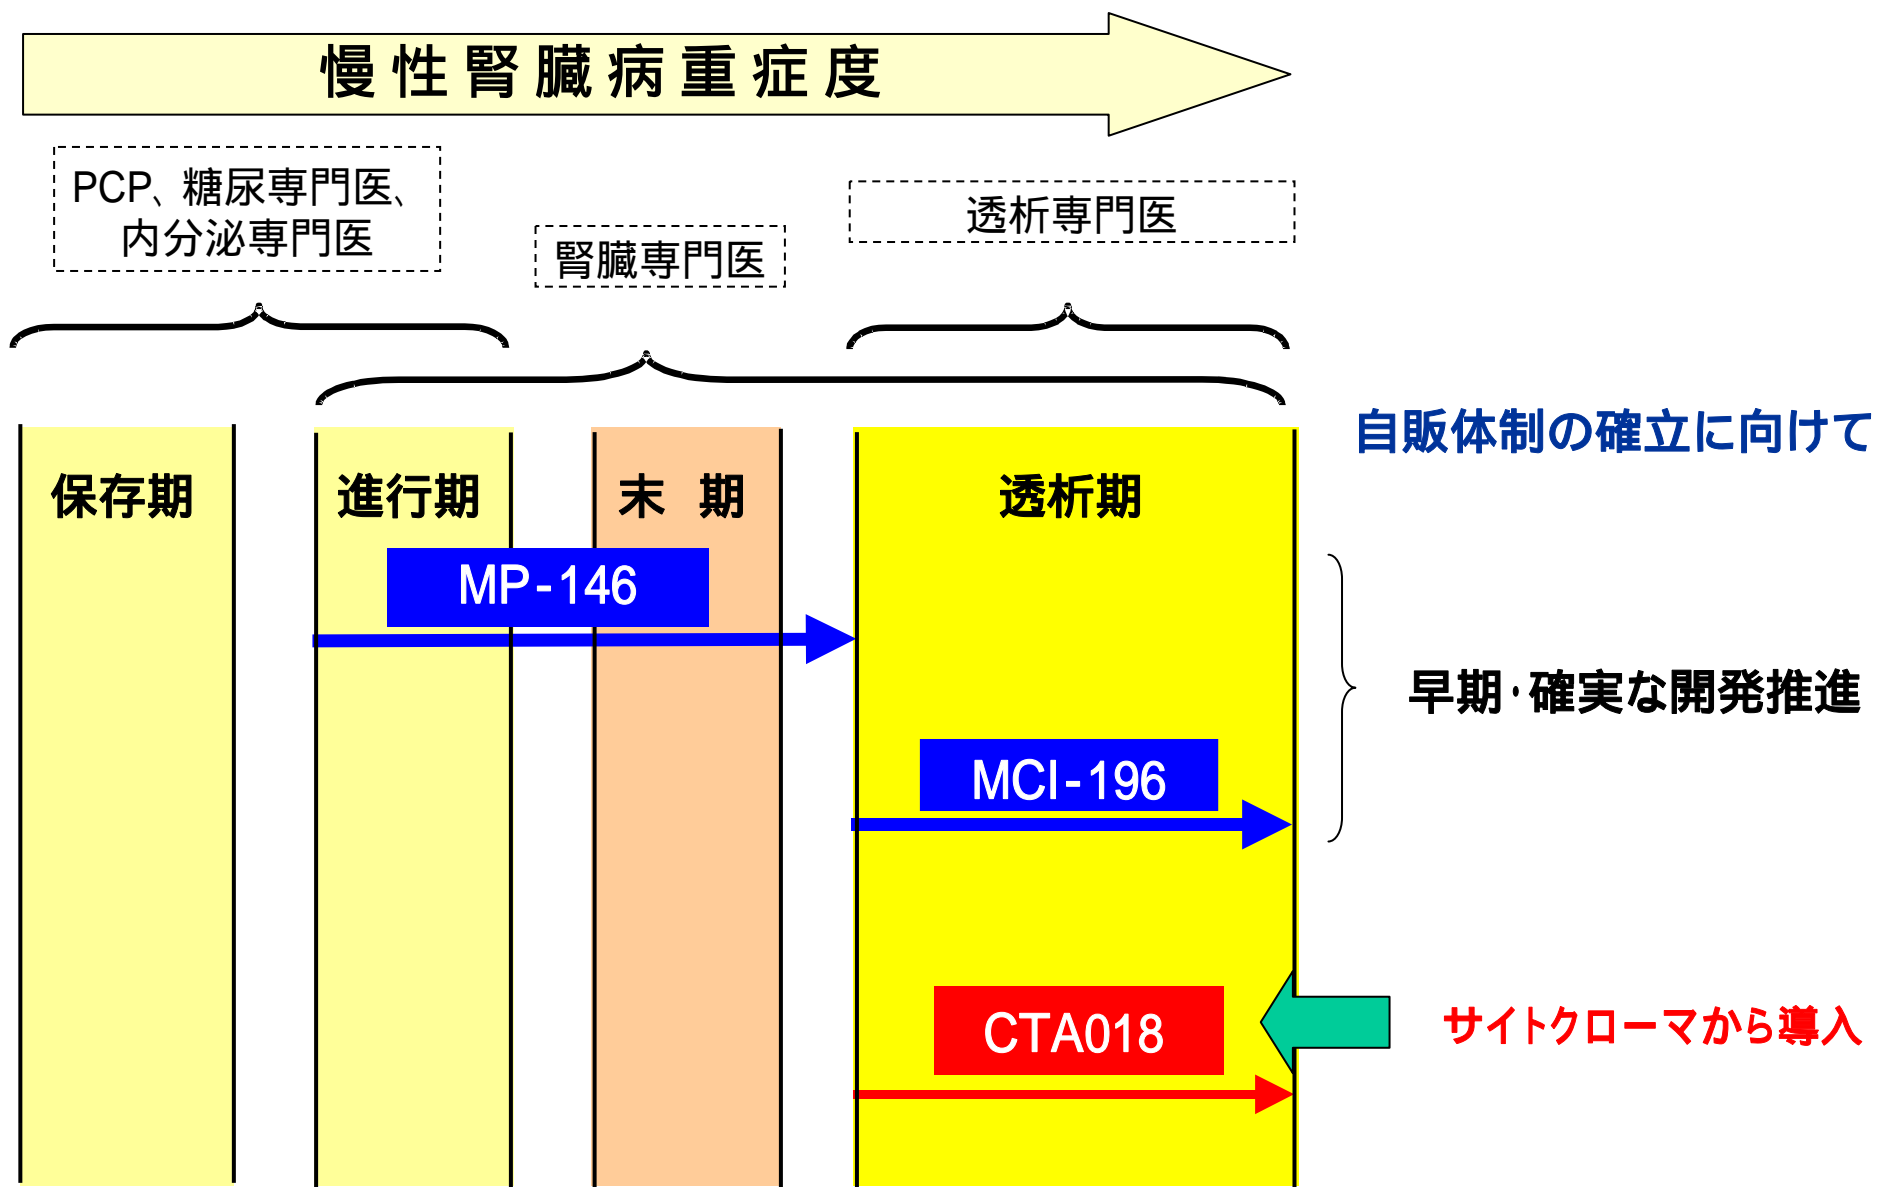 慢性腎臓病重症度
PCP、糖尿専門医、
内分泌専門医
腎臓専門医
透析専門医
自販体制の確立に向けて
保存期
進行期
末 期
透析期
MP-146
早期・確実な開発推進
MCI-196
CTA018
サイトクローマから導入